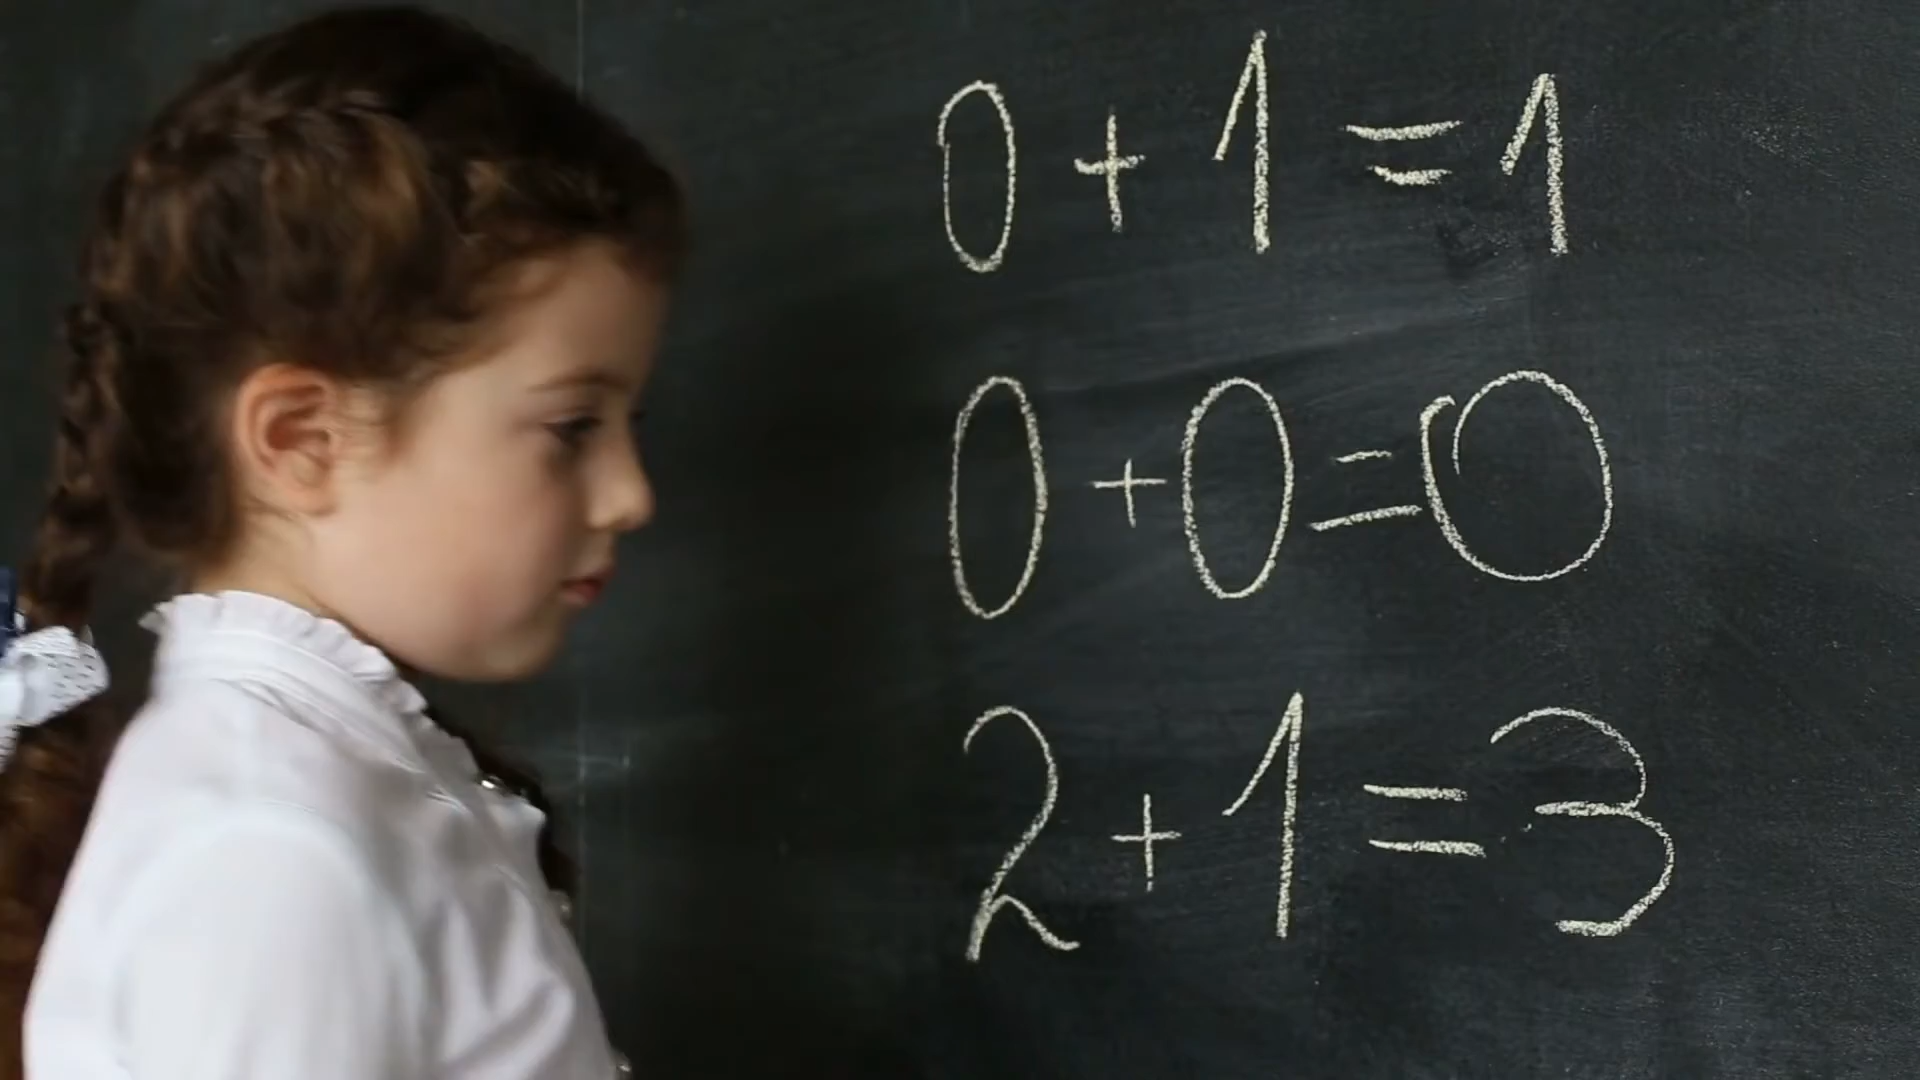 0 + 1 = 1
0 + 0 = 0
2 + 1 = 3